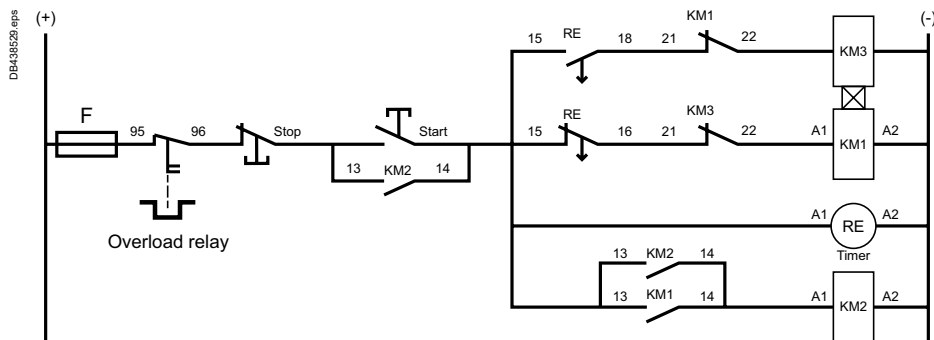 DB438529.eps
(+)
(-)
KM1
15
RE
18
21
22
KM3
F
95
96
Stop
Start
15
RE
16
21
KM3
22
A1
KM1
A2
13
KM2
14
Overload relay
A1
RE
A2
Timer
13
KM2
14
13
KM1
14
A1
KM2
A2